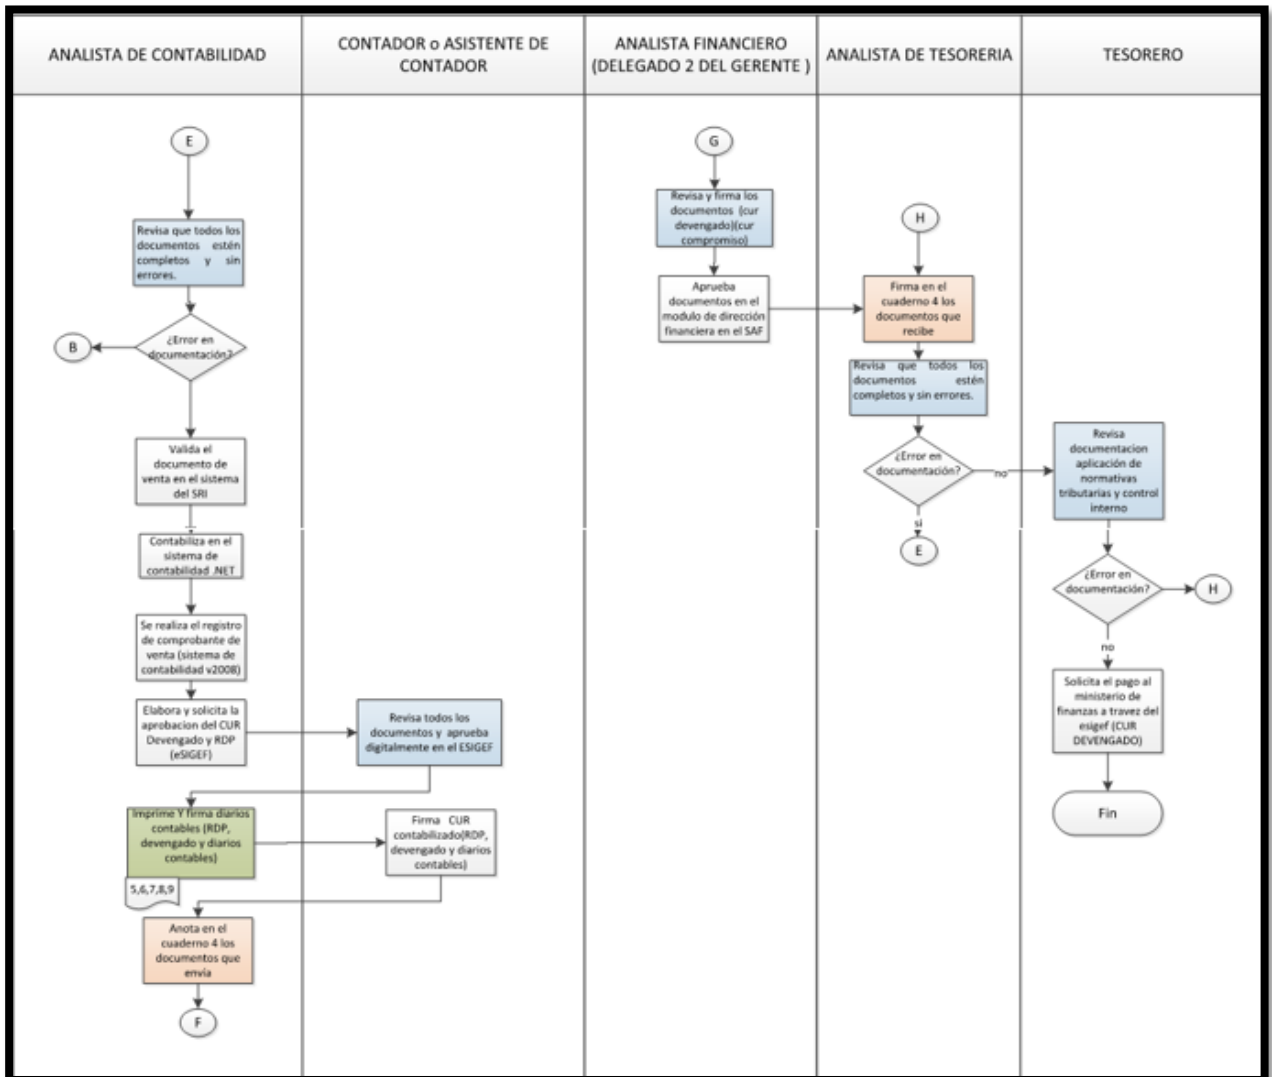 ANALISTA DE CONTABILIDAD
CONTADOR o ASISTENTE DE
CONTADOR
ANALISTA FINANCIERO
(DELEGADO 2 DEL GERENTE )
ANALISTA DE TESORERIA
TESORERO
E
Revisa que todos los
documentos estén
completos y sin
errores.
¿Error en
documentación?
B
Valida el
documento de
venta en el sistema
del SRI
Contabiliza en el
sistema de
contabilidad .NET
Se realiza el registro
de comprobante de
venta (sistema de
contabilidad v2008)
Elabora y solicita la
aprobacion del CUR
Devengado y RDP
(eSIGEF)
Revisa todos los
documentos y aprueba
digitalmente en el ESIGEF
Imprime Y firma diarios
contables (RDP,
devengado y diarios
contables)
5,6,7,8,9
Firma CUR
contabilizado(RDP,
devengado y diarios
contables)
Anota en el
cuaderno 4 los
documentos que
envía
F
G
Revisa y firma los
documentos (cur
devengado)(cur
compromiso)
Aprueba
documentos en el
modulo de dirección
financiera en el SAF
H
Firma en el
cuaderno 4 los
documentos que
recibe
Revisa que todos los
documentos estén
completos y sin errores.
¿Error en
documentación?
no
si
E
Revisa
documentacion
aplicación de
normativas
tributarias y control
interno
¿Error en
documentación?
H
no
Solicita el pago al
ministerio de
finanzas a travez del
esigef (CUR
DEVENGADO)
Fin